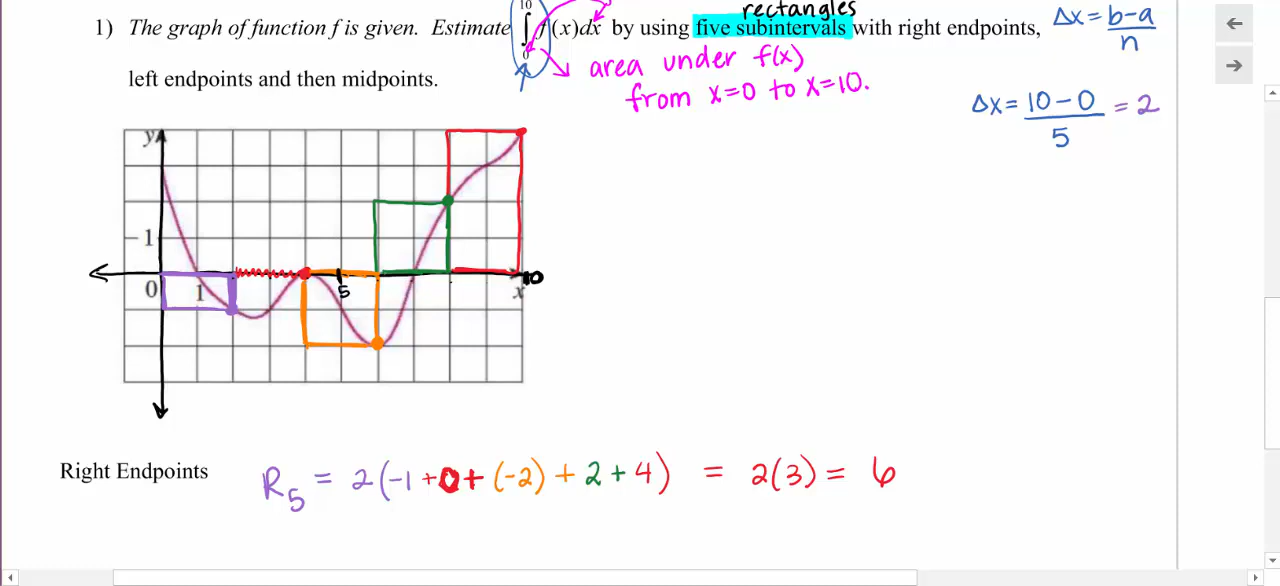 rectangles
10
1) The graph of function f is given. Estimate ∫ f(x)dx by using five subintervals with right endpoints, Δx = b-a / n
0
left endpoints and then midpoints.
area under f(x)
from x=0 to x=10.
Δx = 10-0 / 5 = 2
y
1
0 1 5 x 10
Right Endpoints R5 = 2(-1 + 0 + (-2) + 2 + 4) = 2(3) = 6